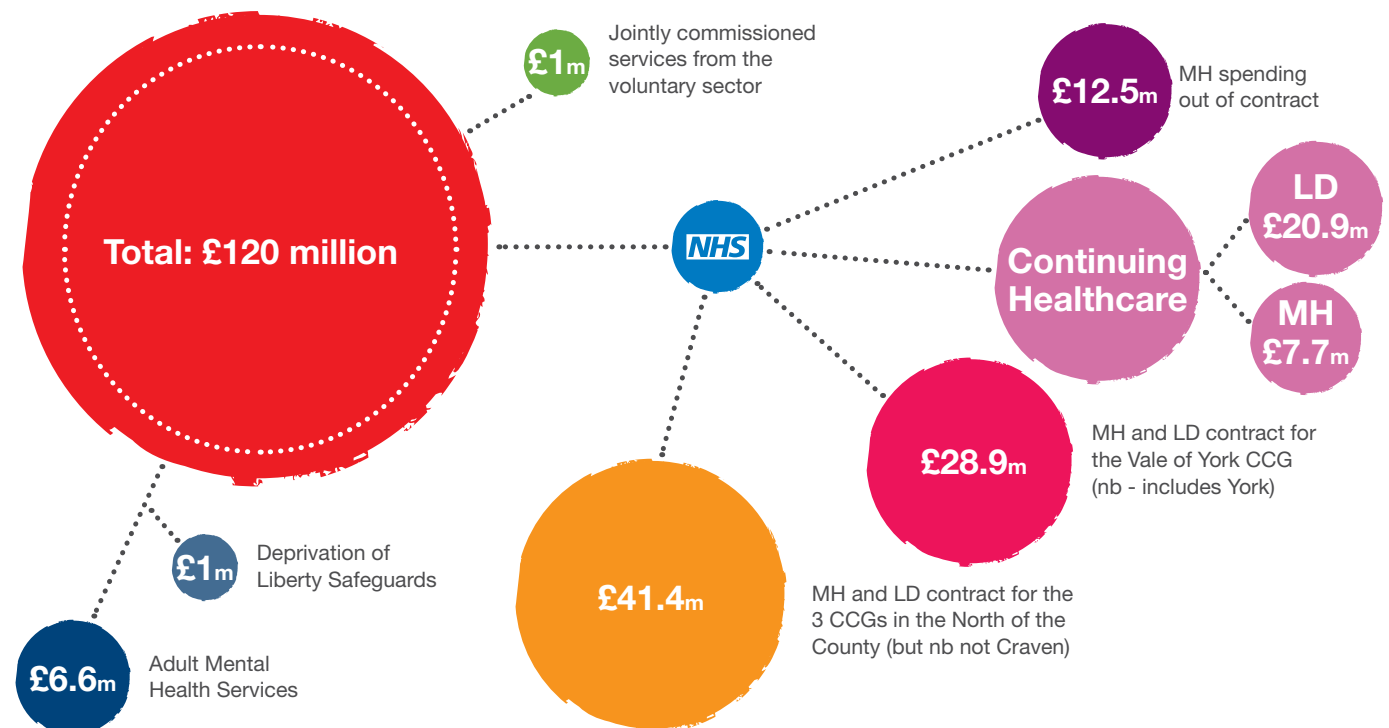 £1m
Jointly commissioned
services from the
voluntary sector
£12.5m
MH spending
out of contract
Total: £120 million
NHS
Continuing
Healthcare
LD
£20.9m
MH
£7.7m
£28.9m
MH and LD contract for
the Vale of York CCG
(nb - includes York)
£41.4m
MH and LD contract for the
3 CCGs in the North of the
County (but nb not Craven)
£1m
Deprivation of
Liberty Safeguards
£6.6m
Adult Mental
Health Services